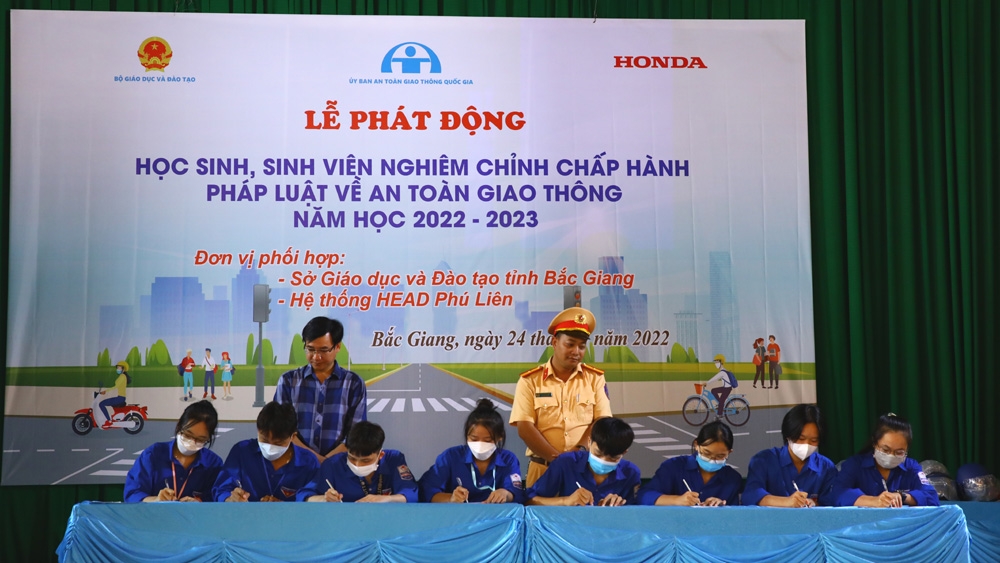 BỘ GIÁO DỤC VÀ ĐÀO TẠO
ỦY BAN AN TOÀN GIAO THÔNG QUỐC GIA
HONDA
LỄ PHÁT ĐỘNG
HỌC SINH, SINH VIÊN NGHIÊM CHỈNH CHẤP HÀNH
PHÁP LUẬT VỀ AN TOÀN GIAO THÔNG
NĂM HỌC 2022 - 2023
Đơn vị phối hợp:
- Sở Giáo dục và Đào tạo tỉnh Bắc Giang
- Hệ thống HEAD Phú Liên
Bắc Giang, ngày 24 năm 2022